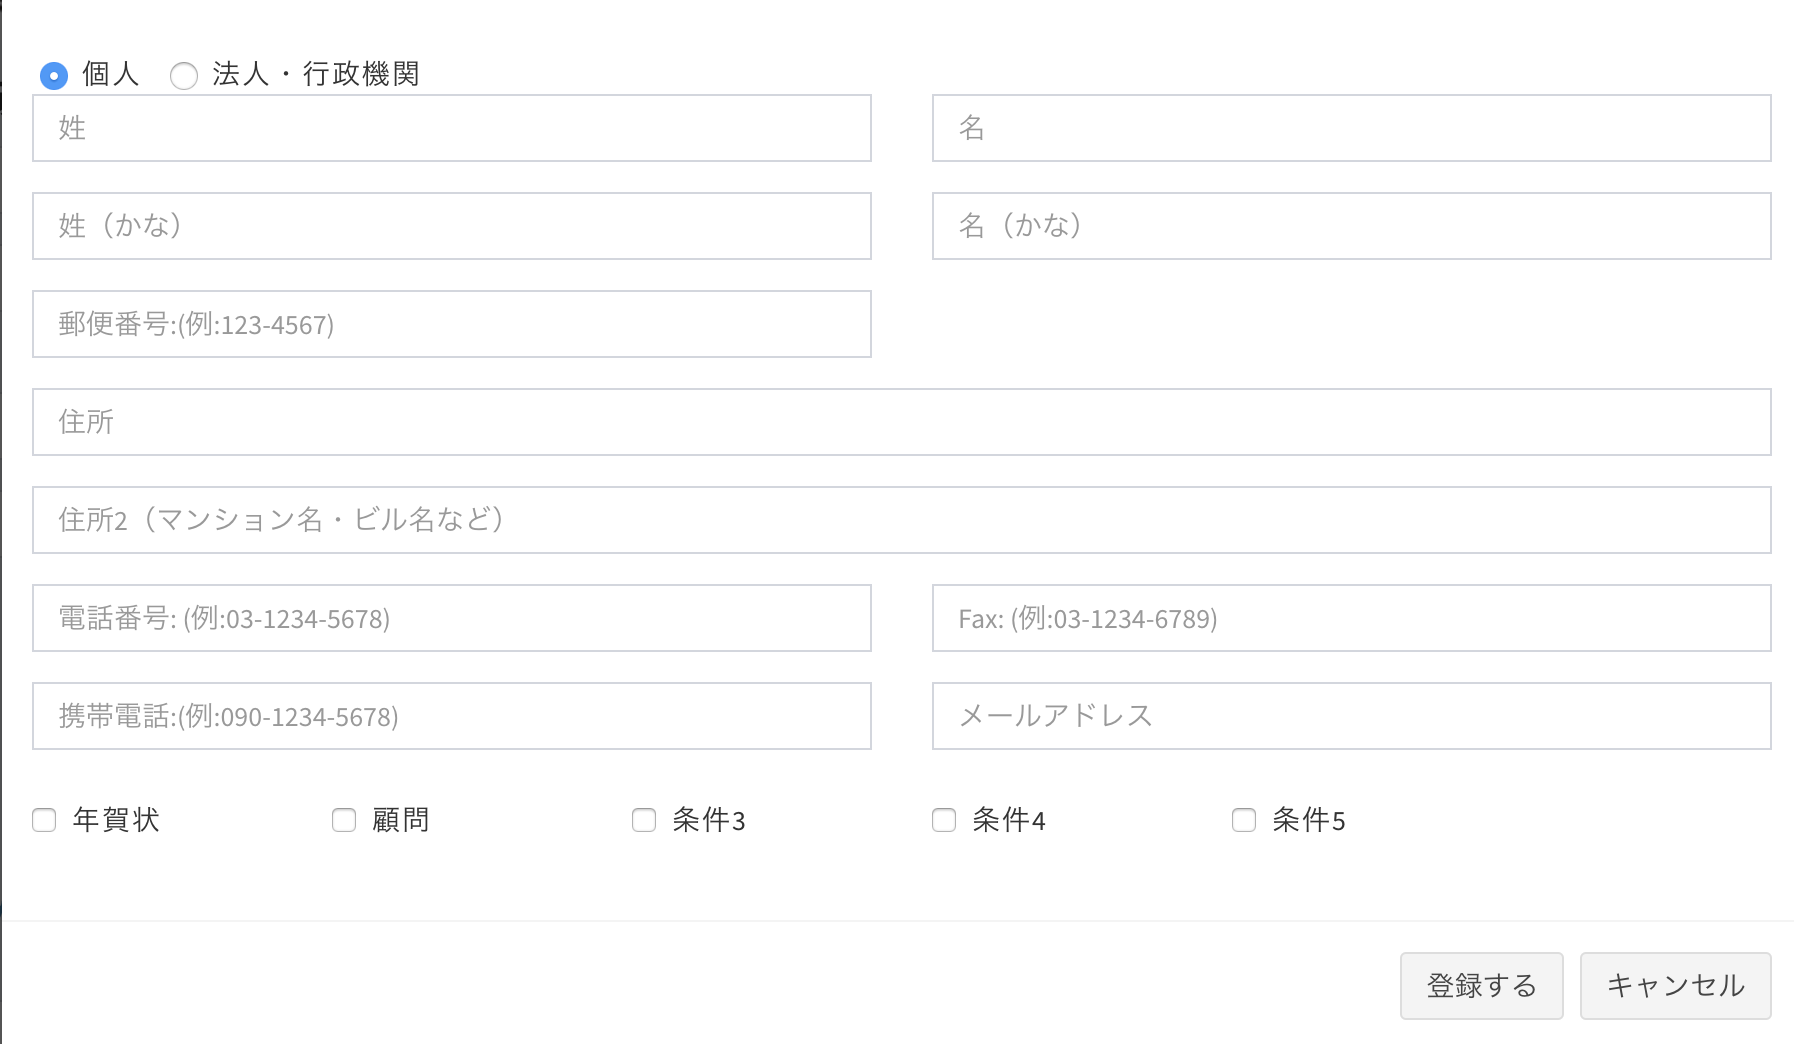 個人 法人・行政機関
姓 名
姓（かな） 名（かな）
郵便番号:(例:123-4567)
住所
住所2（マンション名・ビル名など）
電話番号: (例:03-1234-5678) Fax: (例:03-1234-6789)
携帯電話:(例:090-1234-5678) メールアドレス
年賀状 顧問 条件3 条件4 条件5
登録する キャンセル